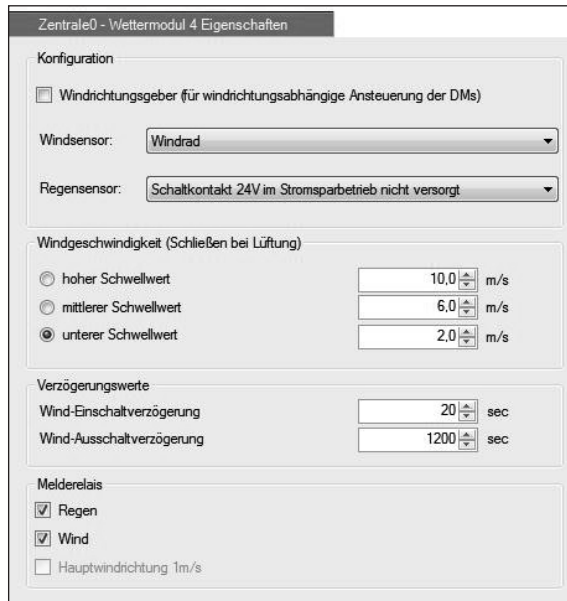 Zentrale0 - Wettermodul 4 Eigenschaften
Konfiguration
Windrichtungsgeber (für windrichtungsabhängige Ansteuerung der DMs)
Windsensor: Windrad
Regensensor: Schaltkontakt 24V im Stromsparbetrieb nicht versorgt
Windgeschwindigkeit (Schließen bei Lüftung)
hoher Schwellwert 10,0 m/s
mittlerer Schwellwert 6,0 m/s
unterer Schwellwert 2,0 m/s
Verzögerungswerte
Wind-Einschaltverzögerung 20 sec
Wind-Ausschaltverzögerung 1200 sec
Melderelais
Regen
Wind
Hauptwindrichtung 1m/s